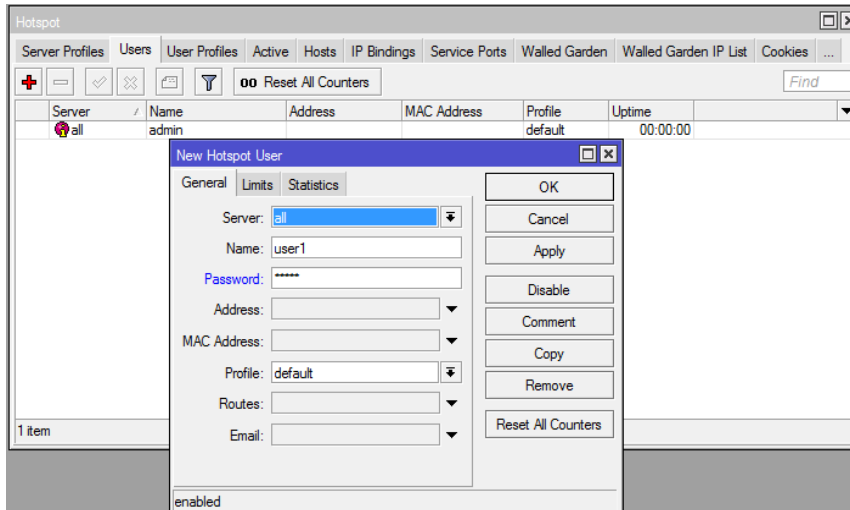 Hotspot
Server Profiles Users User Profiles Active Hosts IP Bindings Service Ports Walled Garden Walled Garden IP List Cookies ...
00 Reset All Counters Find
Server / Name Address MAC Address Profile Uptime
all admin default 00:00:00
New Hotspot User
General Limits Statistics
OK
Server: all
Cancel
Name: user1
Apply
Password: *****
Disable
Address:
Comment
MAC Address:
Copy
Profile: default
Remove
Routes:
Reset All Counters
Email:
1 item
enabled